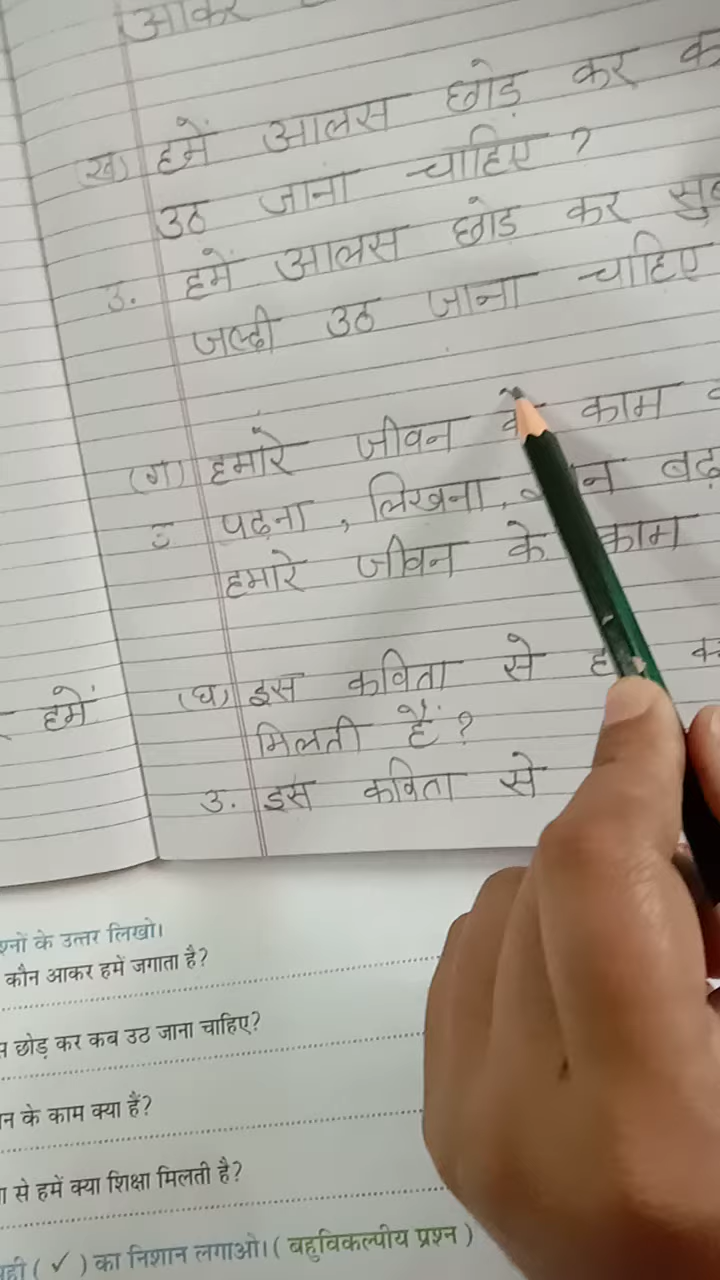 आकर
(ख) हमें आलस छोड़ कर
उठ जाना चाहिए ?
उ. हमें आलस छोड़ कर
जल्दी उठ जाना चाहिए
(ग) हमारे जीवन के काम
उ पढ़ना , लिखना ,
हमारे जीवन के काम
हमें
(घ) इस कविता से
मिलती हैं ?
उ. इस कविता से
के उत्तर लिखो।
कौन आकर हमें जगाता है?
छोड़ कर कब उठ जाना चाहिए?
के काम क्या हैं?
से हमें क्या शिक्षा मिलती है?
( ✓ ) का निशान लगाओ। ( बहुविकल्पीय प्रश्न )